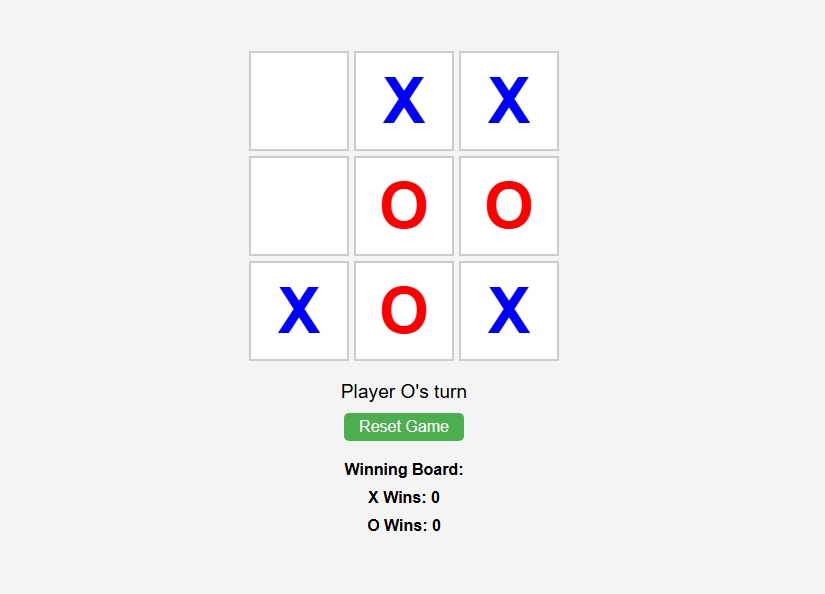 X X
O O
X O X
Player O's turn
Reset Game
Winning Board:
X Wins: 0
O Wins: 0